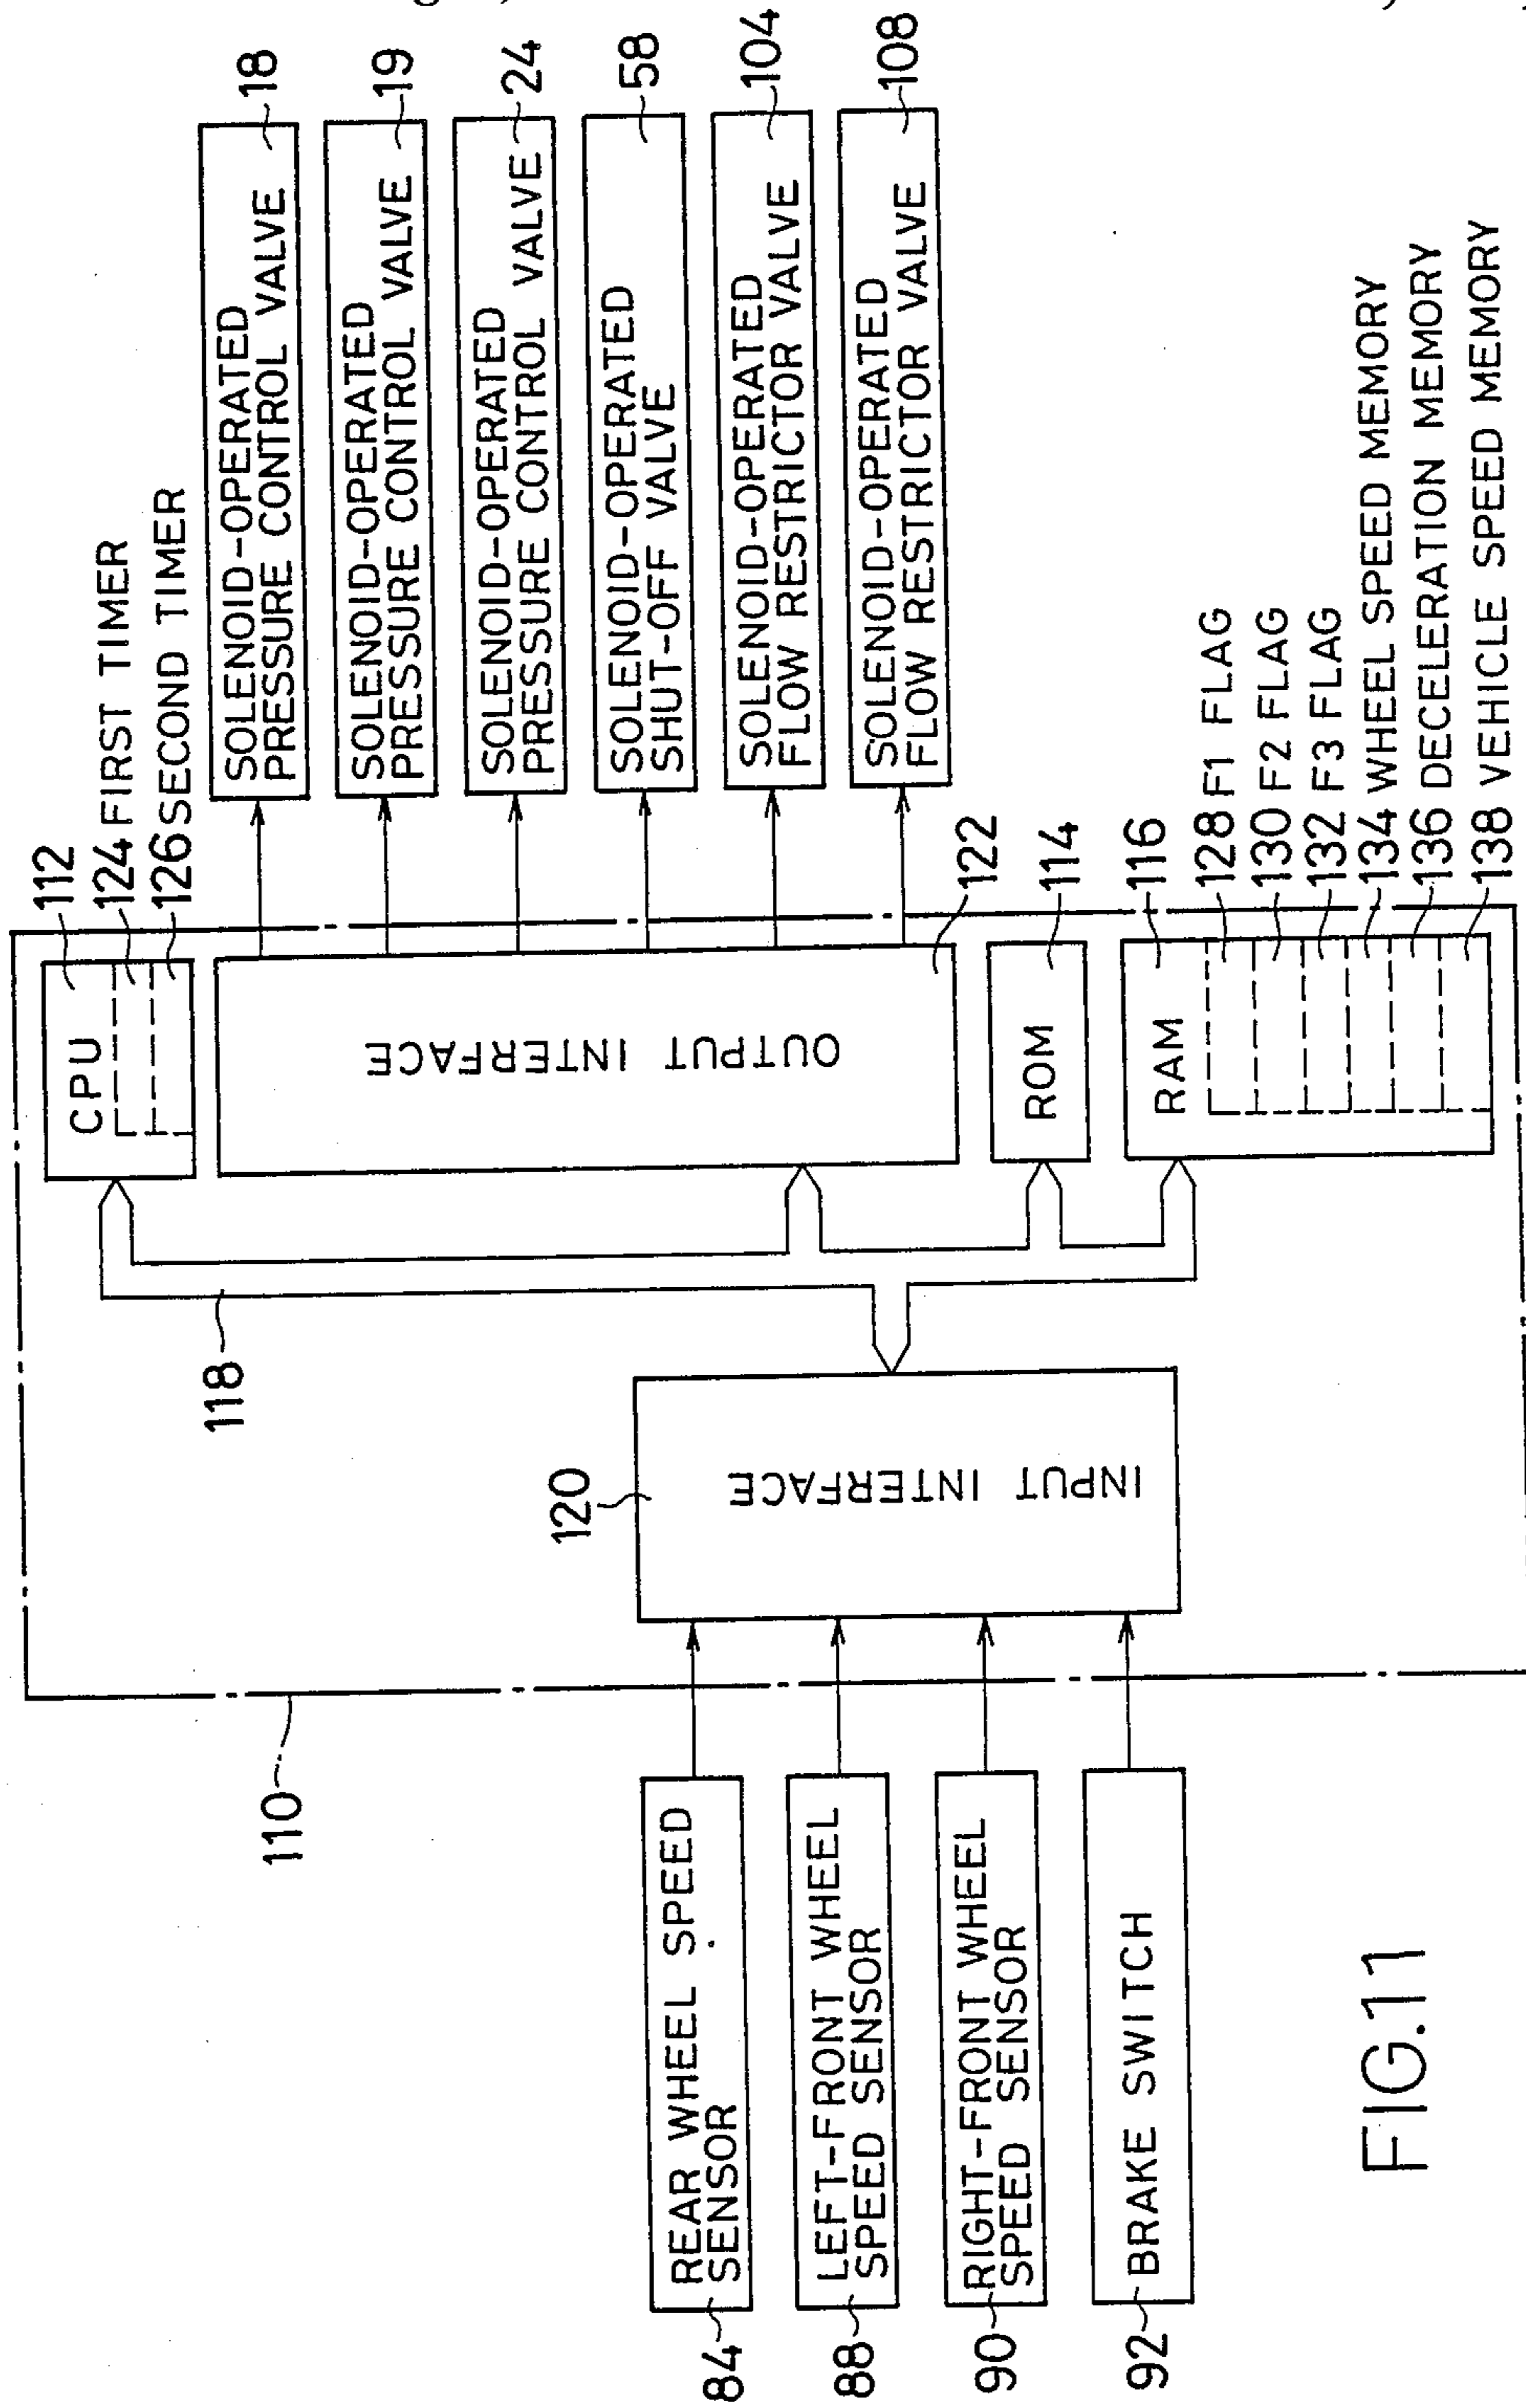 110
84
REAR WHEEL SPEED
SENSOR
88
LEFT-FRONT WHEEL
SPEED SENSOR
90
RIGHT-FRONT WHEEL
SPEED SENSOR
92
BRAKE SWITCH
120
INPUT INTERFACE
118
CPU
112
124 FIRST TIMER
126 SECOND TIMER
OUTPUT INTERFACE
122
ROM
114
RAM
116
128 F1 FLAG
130 F2 FLAG
132 F3 FLAG
134 WHEEL SPEED MEMORY
136 DECELERATION MEMORY
138 VEHICLE SPEED MEMORY
SOLENOID-OPERATED
PRESSURE CONTROL VALVE
18
SOLENOID-OPERATED
PRESSURE CONTROL VALVE
19
SOLENOID-OPERATED
PRESSURE CONTROL VALVE
24
SOLENOID-OPERATED
SHUT-OFF VALVE
58
SOLENOID-OPERATED
FLOW RESTRICTOR VALVE
104
SOLENOID-OPERATED
FLOW RESTRICTOR VALVE
108
FIG.11